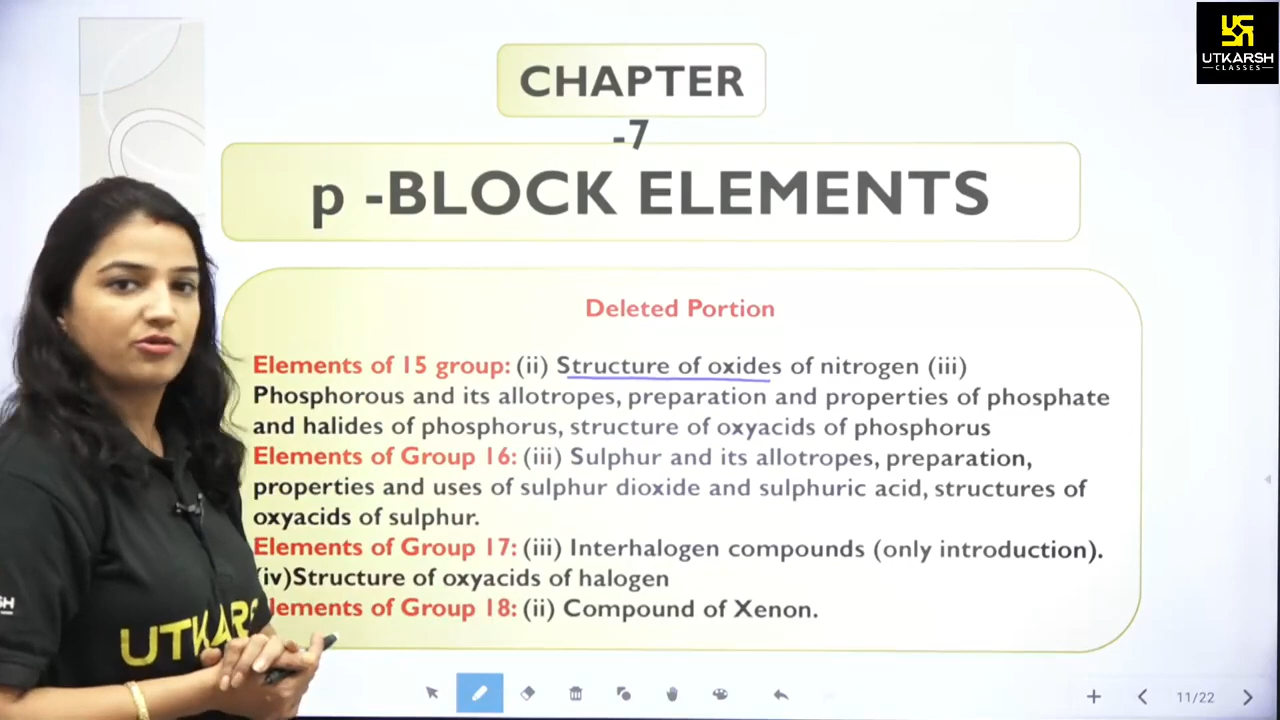 UTKARSH
CLASSES
CHAPTER
-7
p -BLOCK ELEMENTS
Deleted Portion
Elements of 15 group: (ii) Structure of oxides of nitrogen (iii)
Phosphorous and its allotropes, preparation and properties of phosphate
and halides of phosphorus, structure of oxyacids of phosphorus
Elements of Group 16: (iii) Sulphur and its allotropes, preparation,
properties and uses of sulphur dioxide and sulphuric acid, structures of
oxyacids of sulphur.
Elements of Group 17: (iii) Interhalogen compounds (only introduction).
(iv)Structure of oxyacids of halogen
lements of Group 18: (ii) Compound of Xenon.
SH
UTKARS
11/22